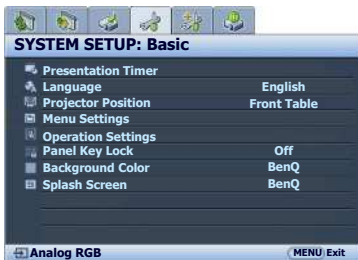 SYSTEM SETUP: Basic
Presentation Timer
Language English
Projector Position Front Table
Menu Settings
Operation Settings
Panel Key Lock Off
Background Color BenQ
Splash Screen BenQ
Analog RGB MENU Exit